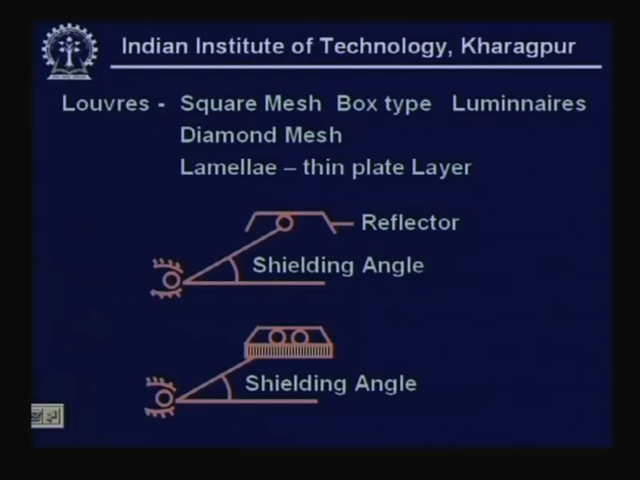 Indian Institute of Technology, Kharagpur
Louvres - Square Mesh Box type Luminnaires
Diamond Mesh
Lamellae – thin plate Layer
Reflector
Shielding Angle
Shielding Angle